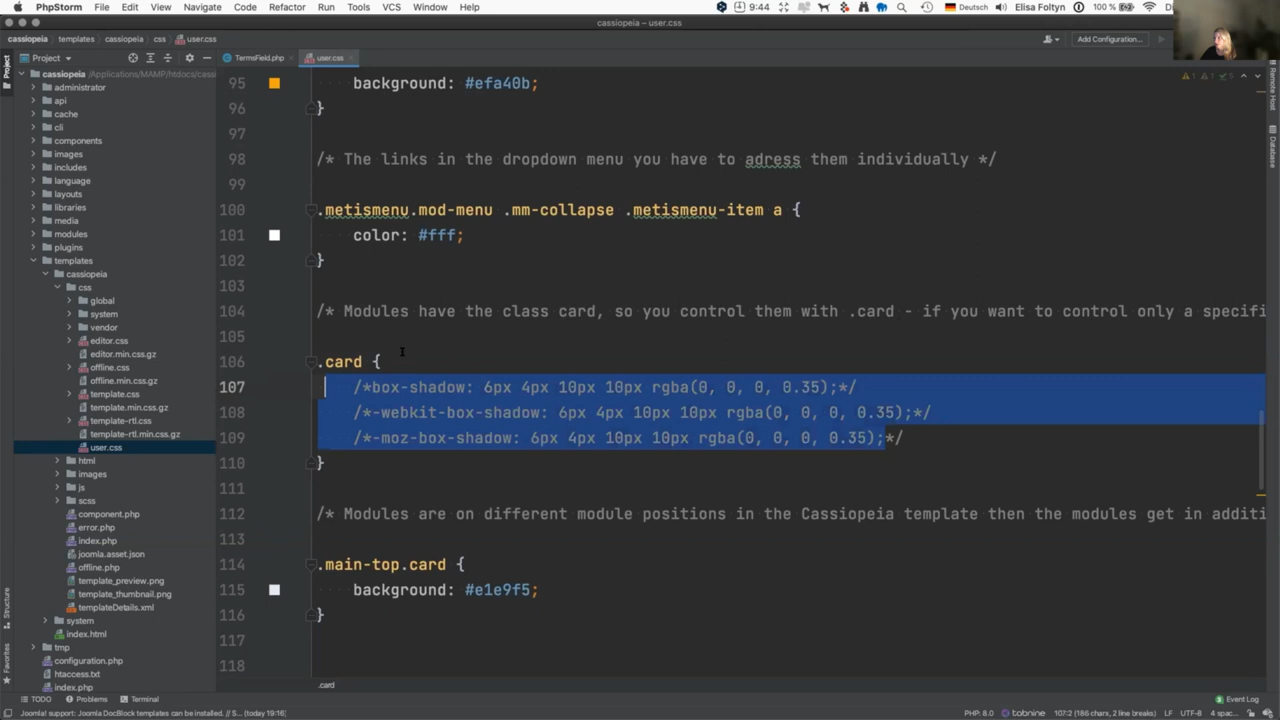 PhpStorm File Edit View Navigate Code Refactor Run Tools VCS Window Help 9:44 Deutsch Elisa Foltyn 100 %
cassiopeia – user.css
cassiopeia templates cassiopeia css user.css Add Configuration...
Project TermsField.php user.css
cassiopeia /Applications/MAMP/htdocs/cassi
administrator
api
cache
cli
components
images
includes
language
layouts
libraries
media
modules
plugins
templates
cassiopeia
css
global
system
vendor
editor.css
editor.min.css.gz
offline.css
offline.min.css.gz
template.css
template.min.css.gz
template-rtl.css
template-rtl.min.css.gz
user.css
html
images
js
scss
component.php
error.php
index.php
joomla.asset.json
offline.php
template_preview.png
template_thumbnail.png
templateDetails.xml
system
index.html
tmp
configuration.php
htaccess.txt
index.php
Project
Structure
Favorites
95 background: #efa40b;
96 }
97
98 /* The links in the dropdown menu you have to adress them individually */
99
100 .metismenu.mod-menu .mm-collapse .metismenu-item a {
101 color: #fff;
102 }
103
104 /* Modules have the class card, so you control them with .card - if you want to control only a specifi
105
106 .card {
107 /*box-shadow: 6px 4px 10px 10px rgba(0, 0, 0, 0.35);*/
108 /*-webkit-box-shadow: 6px 4px 10px 10px rgba(0, 0, 0, 0.35);*/
109 /*-moz-box-shadow: 6px 4px 10px 10px rgba(0, 0, 0, 0.35);*/
110 }
111
112 /* Modules are on different module positions in the Cassiopeia template then the modules get in additi
113
114 .main-top.card {
115 background: #e1e9f5;
116 }
117
118
.card
Remote Host
Database
TODO Problems Terminal Event Log
Joomla! support: Joomla DocBlock templates can be installed. // S... (today 19:16) PHP: 8.0 tabnine 107:2 (186 chars, 2 line breaks) LF UTF-8 4 spac...